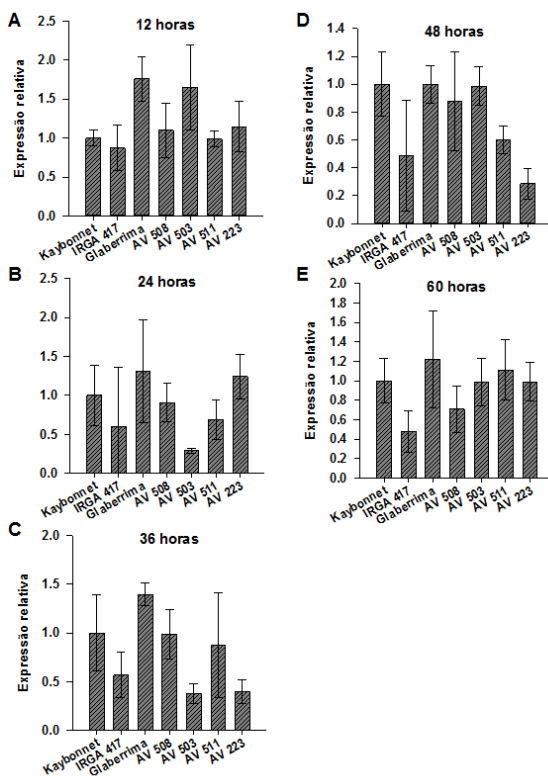 A
12 horas
Expressão relativa
2.5
2.0
1.5
1.0
0.5
0.0
Kaybonnet
IRGA 417
Glaberrima
AV 508
AV 503
AV 511
AV 223
B
24 horas
Expressão relativa
2.5
2.0
1.5
1.0
0.5
0.0
Kaybonnet
IRGA 417
Glaberrima
AV 508
AV 503
AV 511
AV 223
C
36 horas
Expressão relativa
2.0
1.5
1.0
0.5
0.0
Kaybonnet
IRGA 417
Glaberrima
AV 508
AV 503
AV 511
AV 223
D
48 horas
Expressão relativa
1.4
1.2
1.0
0.8
0.6
0.4
0.2
0.0
Kaybonnet
IRGA 417
Glaberrima
AV 508
AV 503
AV 511
AV 223
E
60 horas
Expressão relativa
2.0
1.8
1.6
1.4
1.2
1.0
0.8
0.6
0.4
0.2
0.0
Kaybonnet
IRGA 417
Glaberrima
AV 508
AV 503
AV 511
AV 223